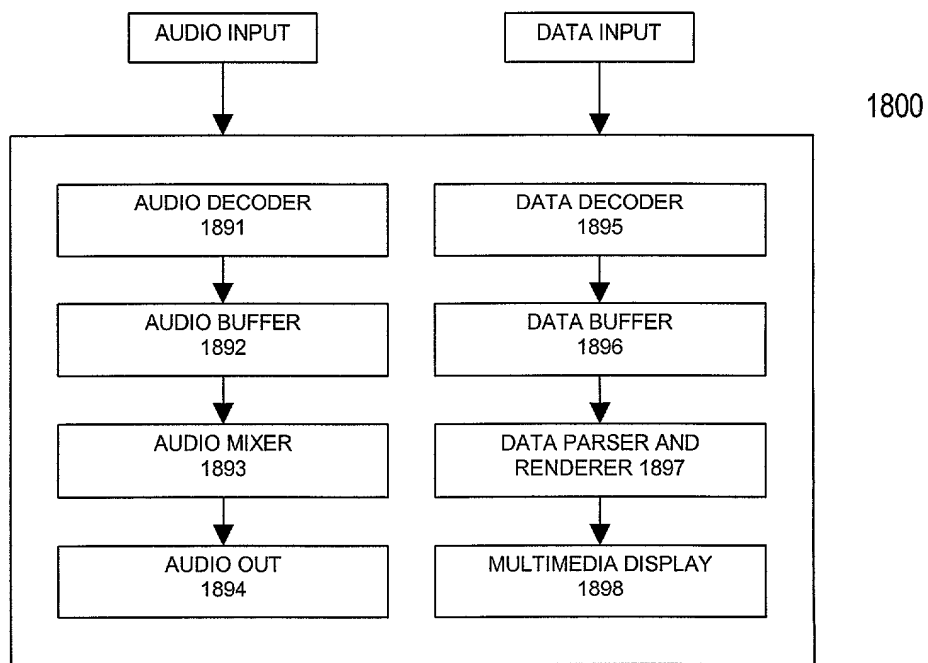 AUDIO INPUT
DATA INPUT
1800
AUDIO DECODER
1891
DATA DECODER
1895
AUDIO BUFFER
1892
DATA BUFFER
1896
AUDIO MIXER
1893
DATA PARSER AND
RENDERER 1897
AUDIO OUT
1894
MULTIMEDIA DISPLAY
1898